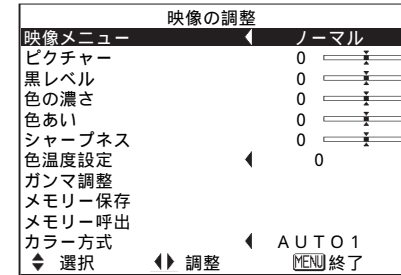 映像の調整
映像メニュー ノーマル
ピクチャー 0
黒レベル 0
色の濃さ 0
色あい 0
シャープネス 0
色温度設定 0
ガンマ調整
メモリー保存
メモリー呼出
カラー方式 AUTO1
選択 調整 MENU 終了